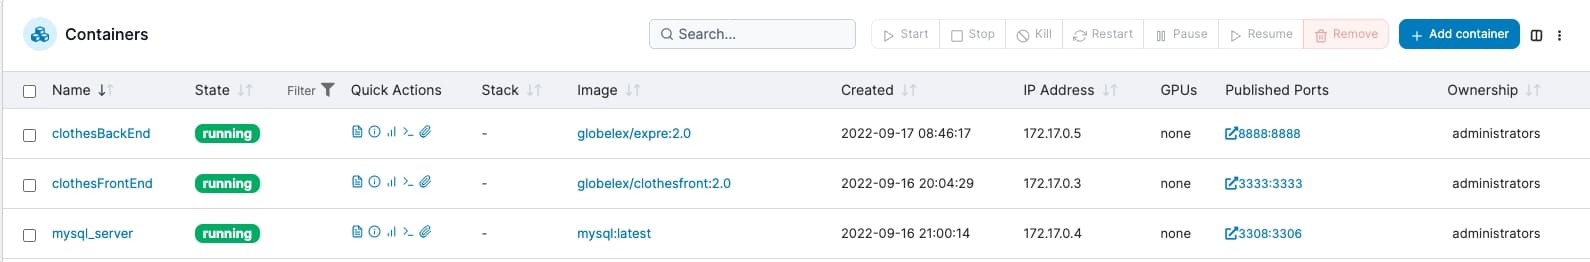 Containers Search... Start Stop Kill Restart Pause Resume Remove + Add container
Name State Filter Quick Actions Stack Image Created IP Address GPUs Published Ports Ownership
clothesBackEnd running - globelex/expre:2.0 2022-09-17 08:46:17 172.17.0.5 none 8888:8888 administrators
clothesFrontEnd running - globelex/clothesfront:2.0 2022-09-16 20:04:29 172.17.0.3 none 3333:3333 administrators
mysql_server running - mysql:latest 2022-09-16 21:00:14 172.17.0.4 none 3308:3306 administrators